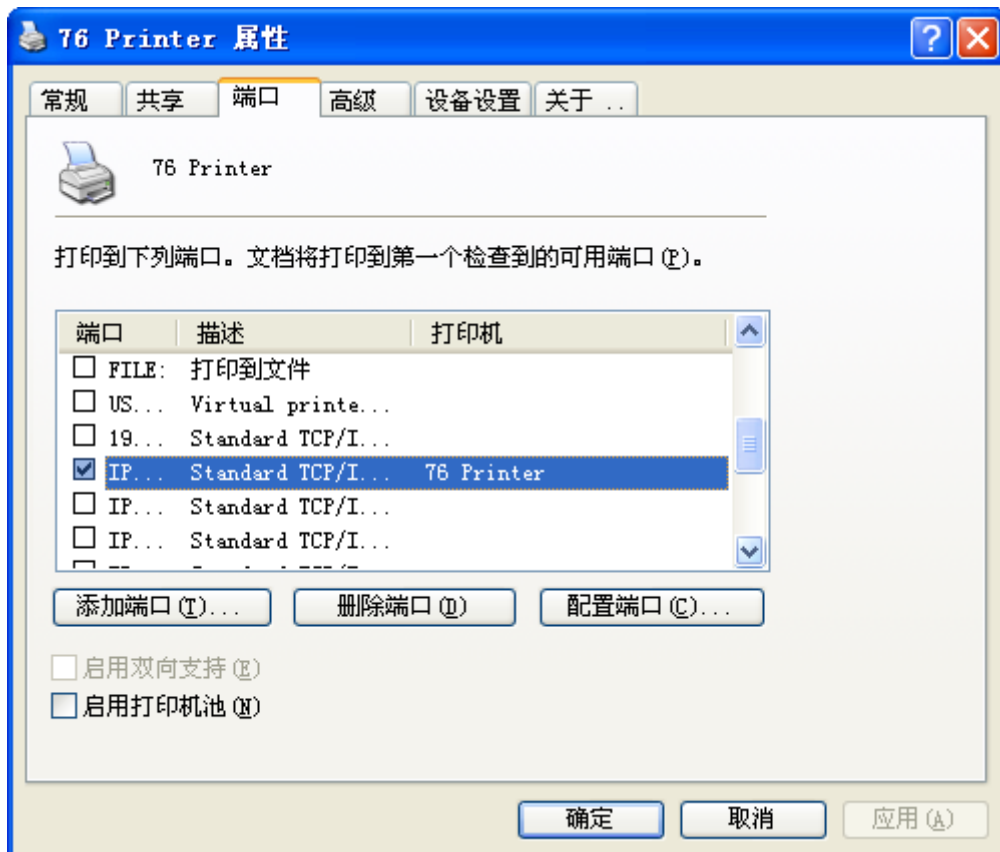 76 Printer 属性
常规 共享 端口 高级 设备设置 关于 ..
76 Printer
打印到下列端口。文档将打印到第一个检查到的可用端口(P)。
端口 描述 打印机
FILE: 打印到文件
US... Virtual printe...
19... Standard TCP/I...
IP... Standard TCP/I... 76 Printer
IP... Standard TCP/I...
IP... Standard TCP/I...
添加端口(T)... 删除端口(D) 配置端口(C)...
启用双向支持(E)
启用打印机池(N)
确定 取消 应用(A)